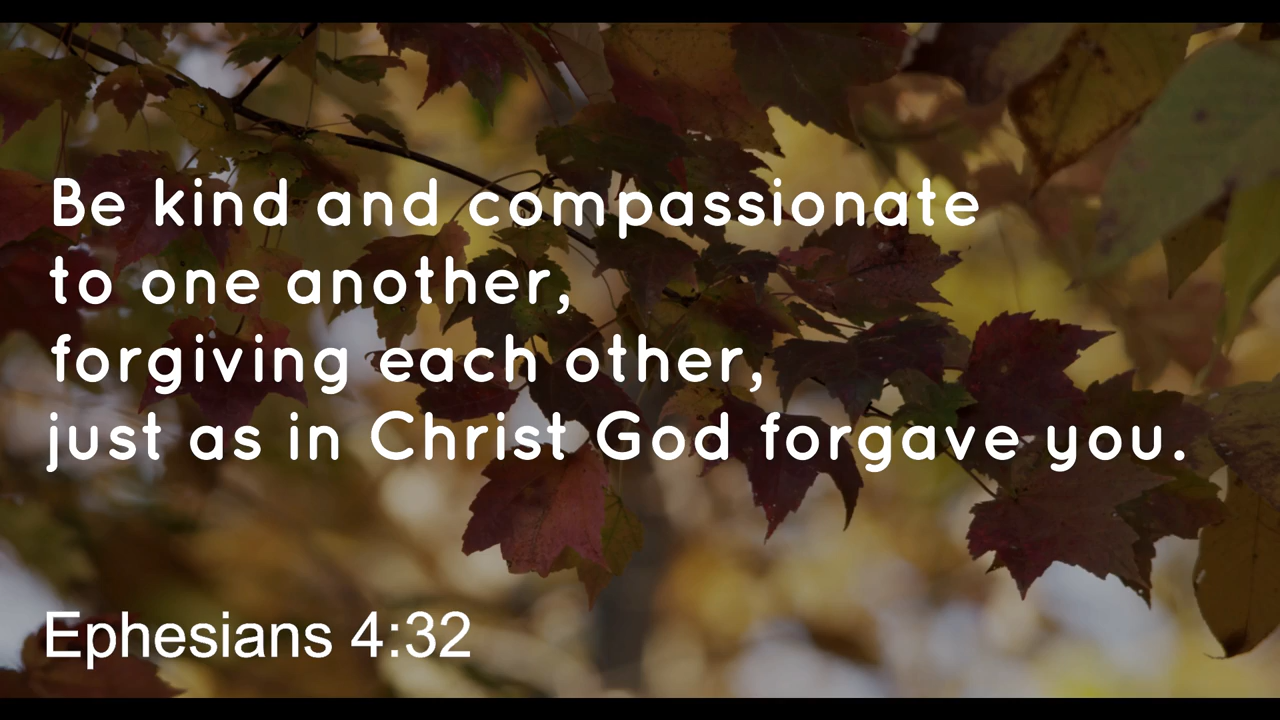 Be kind and compassionate
to one another,
forgiving each other,
just as in Christ God forgave you.
Ephesians 4:32